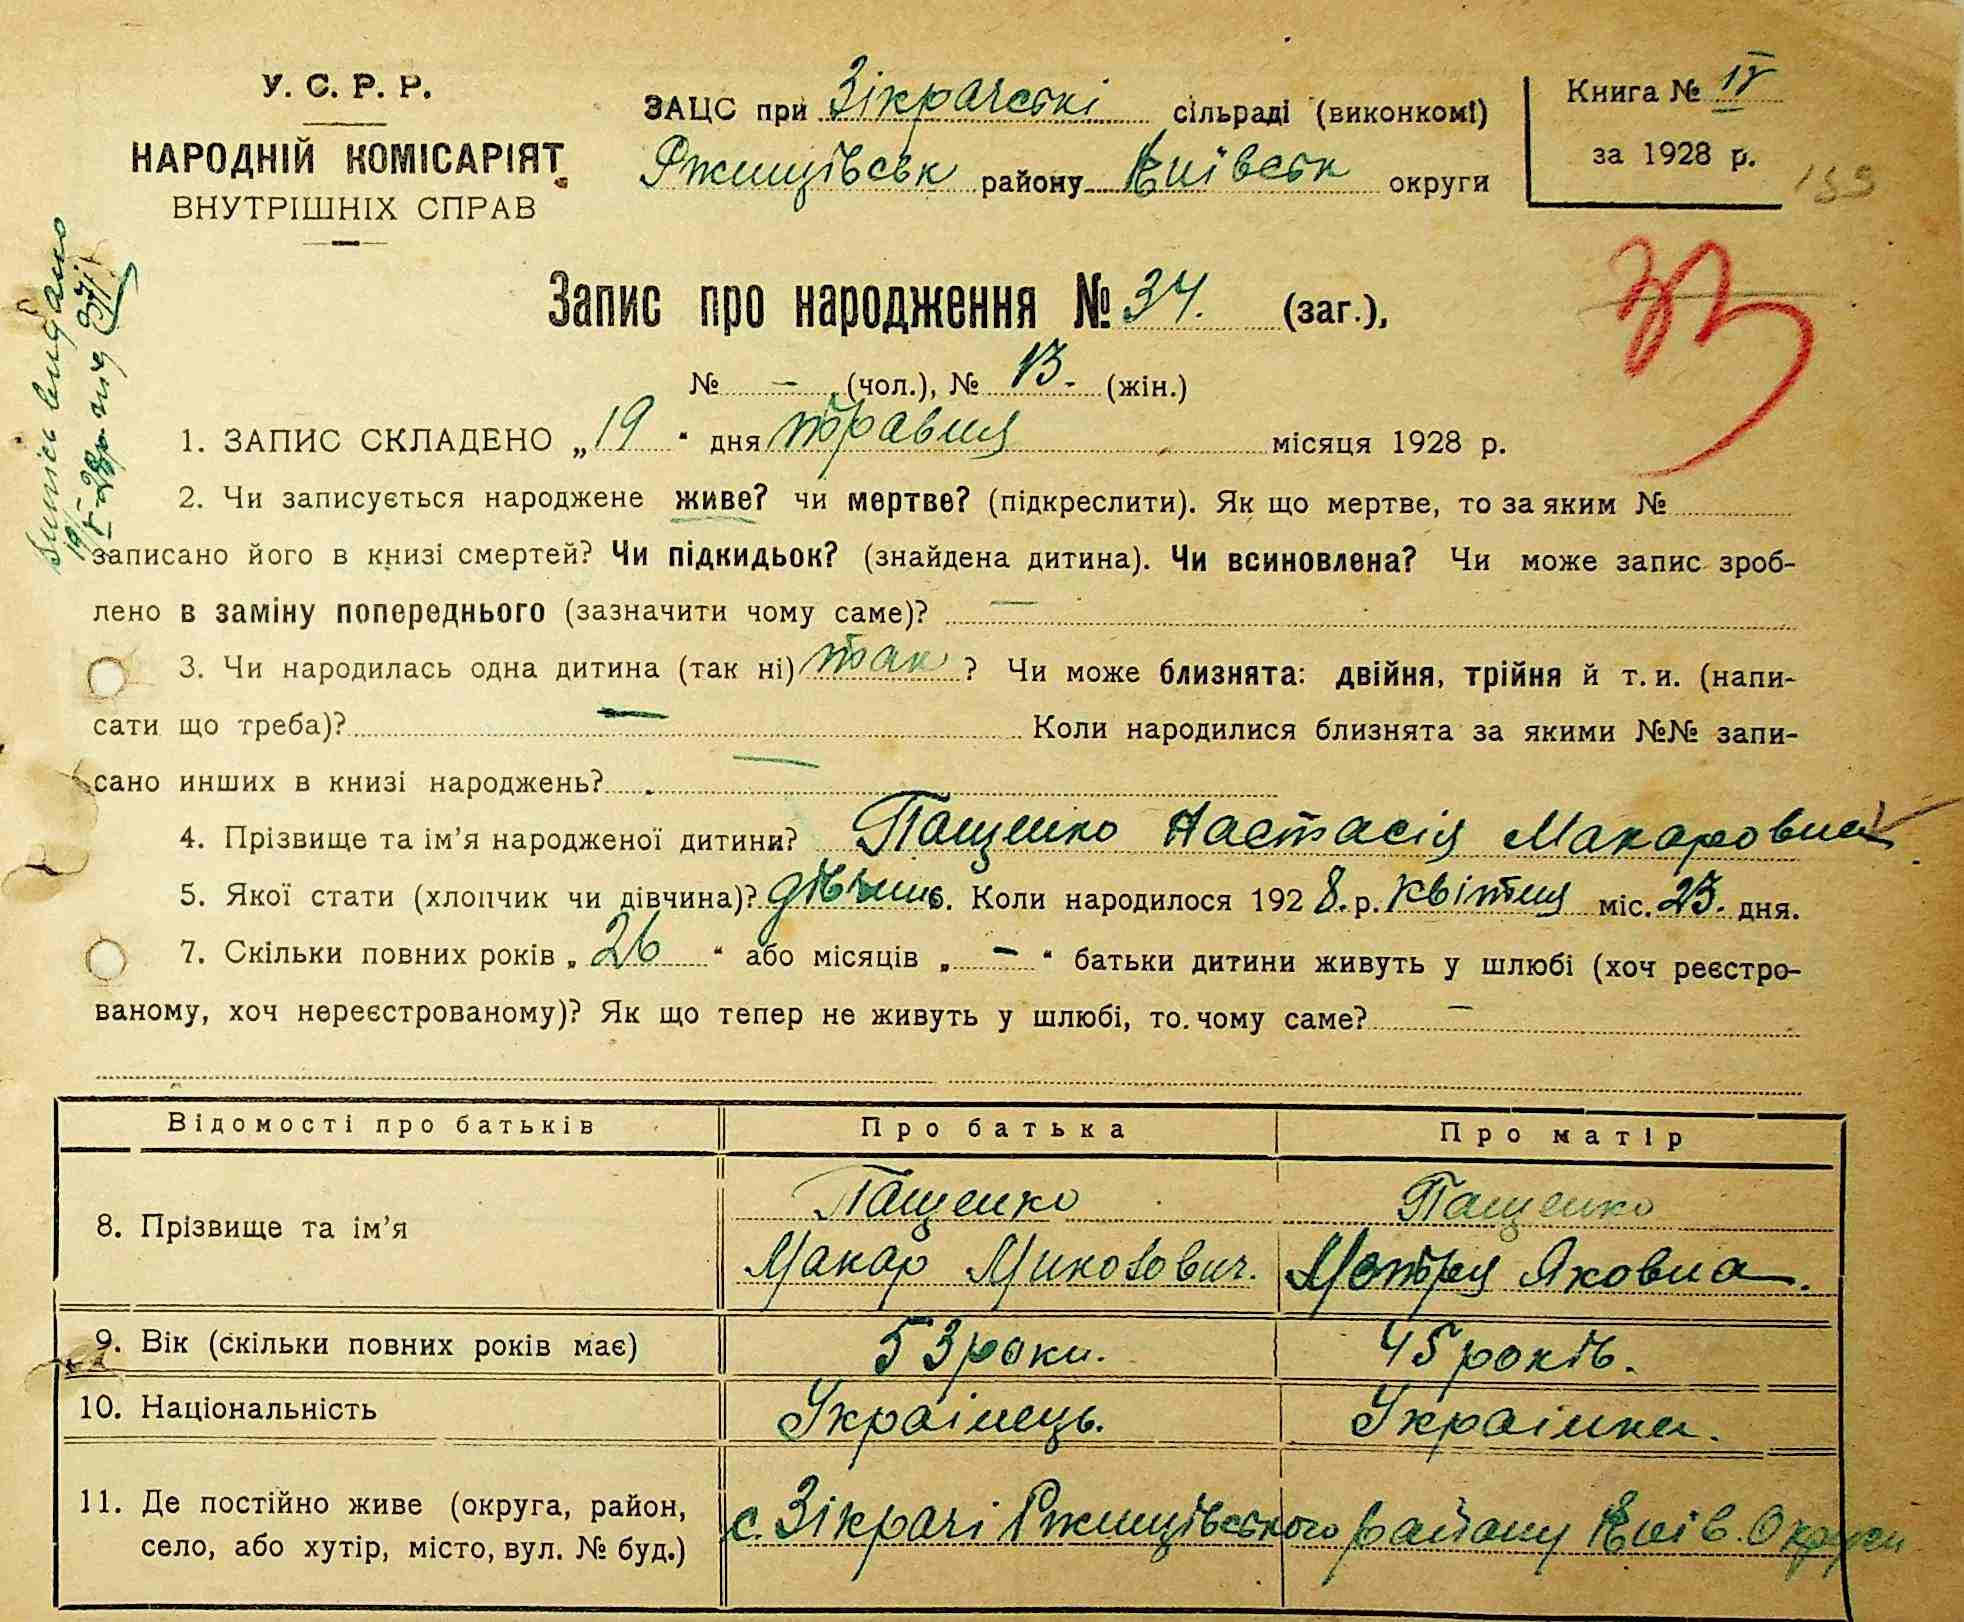 У. С. Р. Р.
НАРОДНІЙ КОМІСАРІЯТ
ВНУТРІШНІХ СПРАВ
ЗАЦС при Зікрачські сільраді (виконкомі)
Ржищівськ району Київськ округи
Книга № IV
за 1928 р.
Випись видано
Запис про народження № 34. (заг.),
№ – (чол.), № 13. (жін.)
1. ЗАПИС СКЛАДЕНО „19“ дня травня місяця 1928 р.
2. Чи записується народжене живе? чи мертве? (підкреслити). Як що мертве, то за яким №
записано його в книзі смертей? Чи підкидьок? (знайдена дитина). Чи всиновлена? Чи може запис зроб-
лено в заміну попереднього (зазначити чому саме)? —
3. Чи народилась одна дитина (так ні) так? Чи може близнята: двійня, трійня й т. и. (напи-
сати що треба)? — Коли народилися близнята за якими №№ запи-
сано инших в книзі народжень? —
4. Прізвище та ім’я народженої дитини? Пащенко Настасія Макаровна
5. Якої стати (хлопчик чи дівчина)? дівчина. Коли народилося 1928. р. квітня міс. 23. дня.
7. Скільки повних років „26“ або місяців „–“ батьки дитини живуть у шлюбі (хоч реєстро-
ваному, хоч нереєстрованому)? Як що тепер не живуть у шлюбі, то чому саме? —
Відомості про батьків Про батька Про матір
8. Прізвище та ім’я Пащенко Пащенко
Макар Микотович. Мотря Яковна.
9. Вік (скільки повних років має) 53 роки. 45 років.
10. Національність Українець. Українка.
11. Де постійно живе (округа, район, село, або хутір, місто, вул. № буд.) с. Зікрачі Ржищівського району Київ. Округи